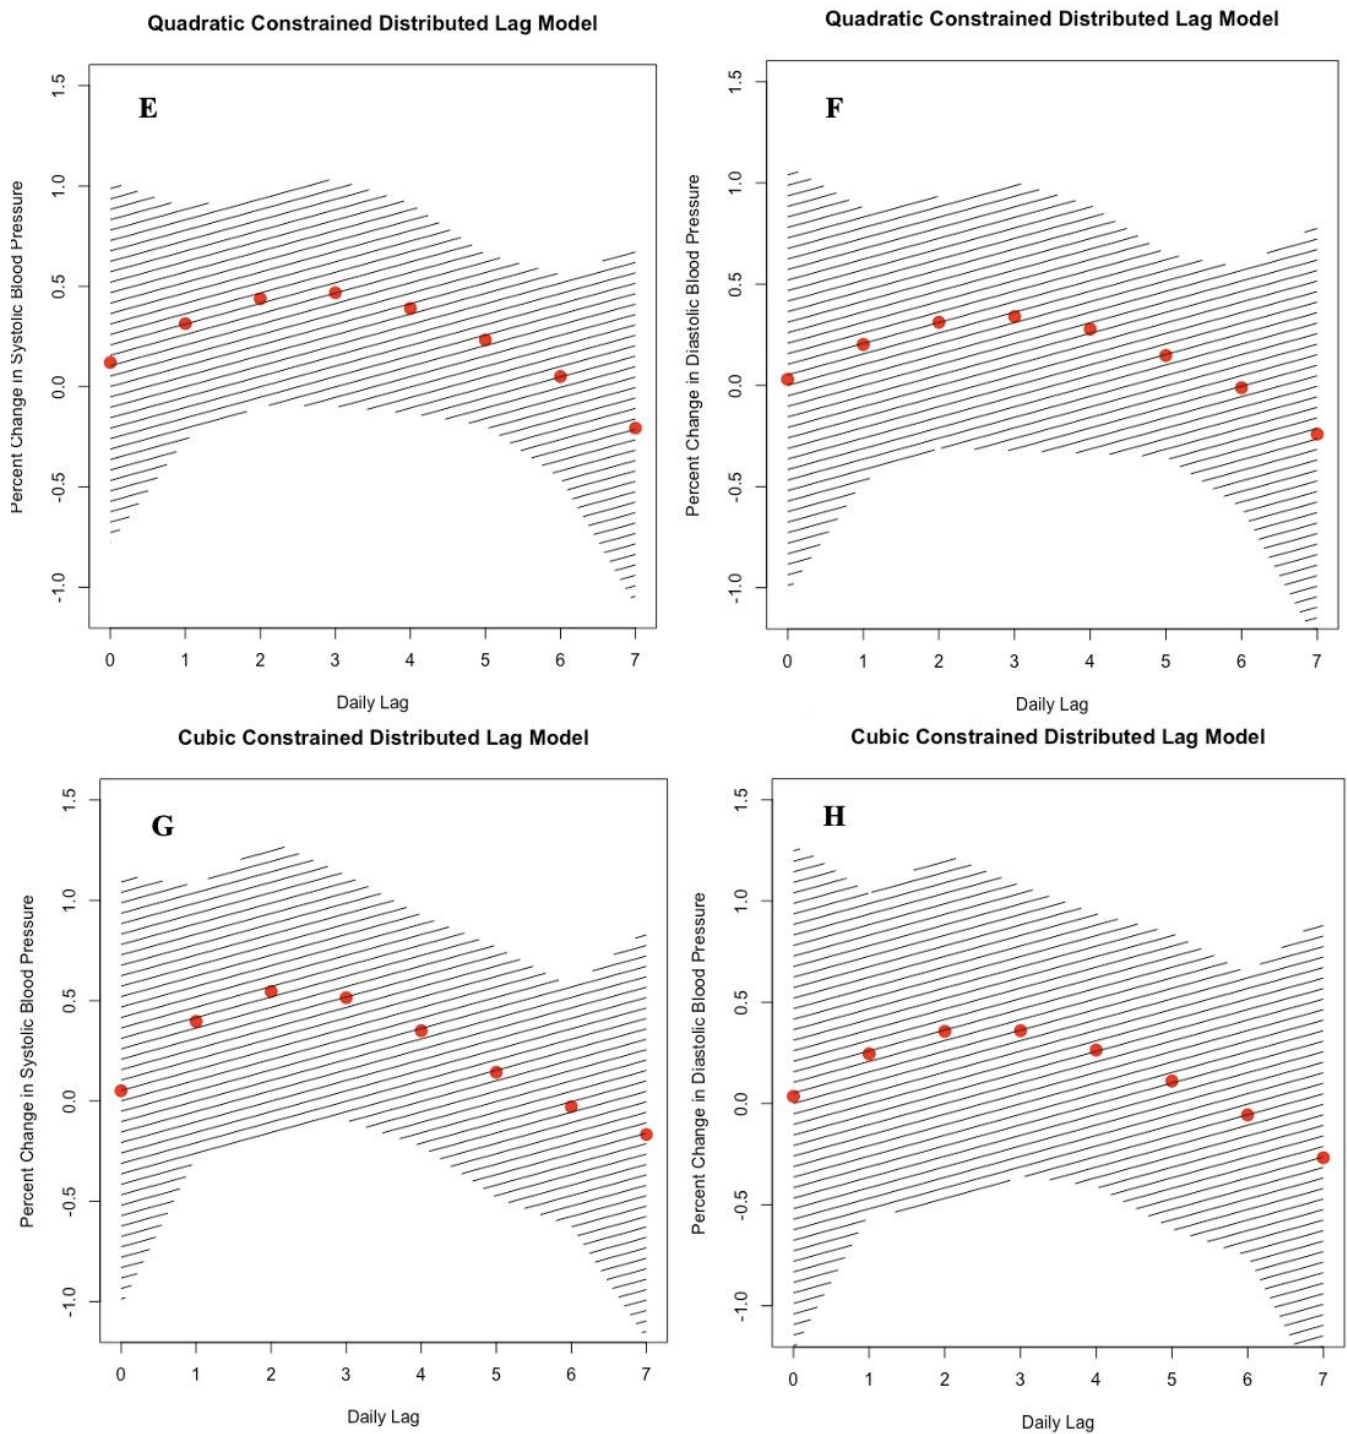 Quadratic Constrained Distributed Lag Model
E
Percent Change in Systolic Blood Pressure
1.5
1.0
0.5
0.0
-0.5
-1.0
0 1 2 3 4 5 6 7
Daily Lag
Quadratic Constrained Distributed Lag Model
F
Percent Change in Diastolic Blood Pressure
1.5
1.0
0.5
0.0
-0.5
-1.0
0 1 2 3 4 5 6 7
Daily Lag
Cubic Constrained Distributed Lag Model
G
Percent Change in Systolic Blood Pressure
1.5
1.0
0.5
0.0
-0.5
-1.0
0 1 2 3 4 5 6 7
Daily Lag
Cubic Constrained Distributed Lag Model
H
Percent Change in Diastolic Blood Pressure
1.5
1.0
0.5
0.0
-0.5
-1.0
0 1 2 3 4 5 6 7
Daily Lag